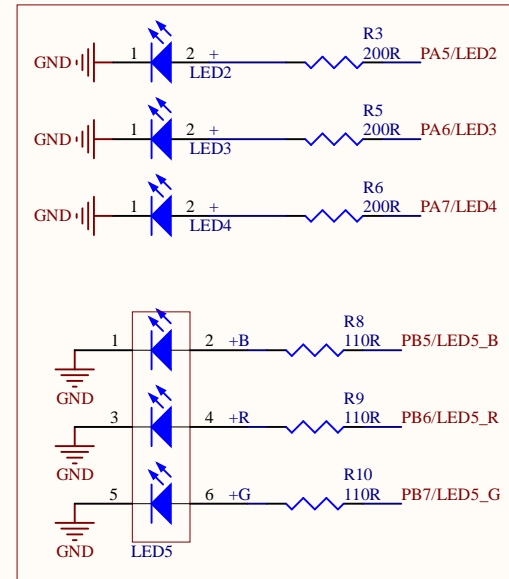 R3
GND 1 2 + 200R PA5/LED2
LED2
R5
GND 1 2 + 200R PA6/LED3
LED3
R6
GND 1 2 + 200R PA7/LED4
LED4
R8
1 2 +B 110R PB5/LED5_B
GND
R9
3 4 +R 110R PB6/LED5_R
GND
R10
5 6 +G 110R PB7/LED5_G
GND LED5